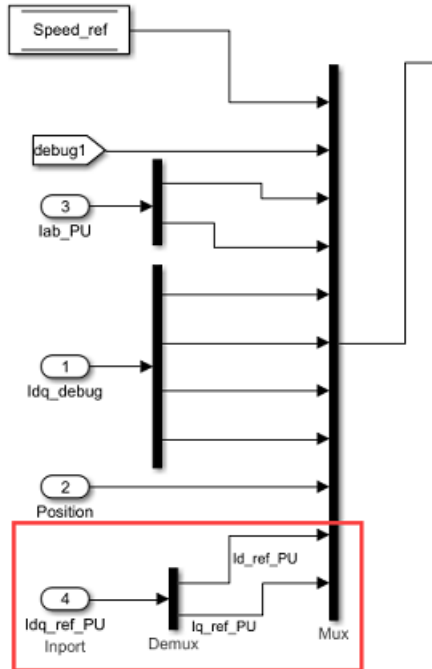 Speed_ref
debug1
3
Iab_PU
1
Idq_debug
2
Position
Id_ref_PU
4
Iq_ref_PU
Idq_ref_PU
Demux
Mux
Inport